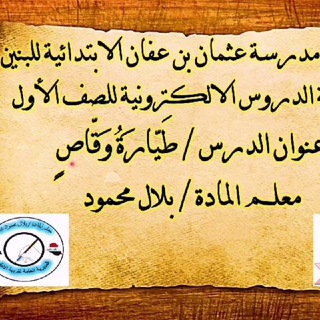 مدرسة عثمان بن عفان الابتدائية للبنين
الدروس الالكترونية للصف الأول
عنوان الدرس / طَيّارَةُ وَقّاصٍ
معلم المادة / بلال محمود